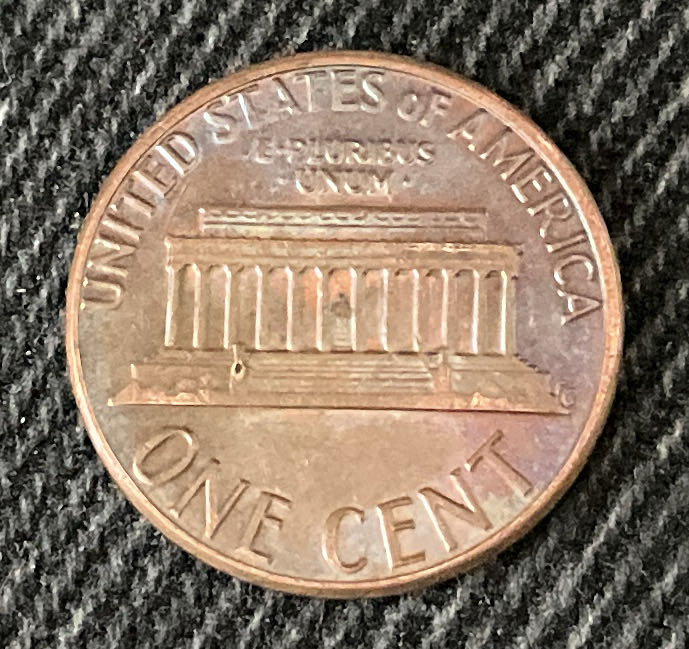 UNITED STATES OF AMERICA
E·PLURIBUS
·UNUM·
ONE CENT